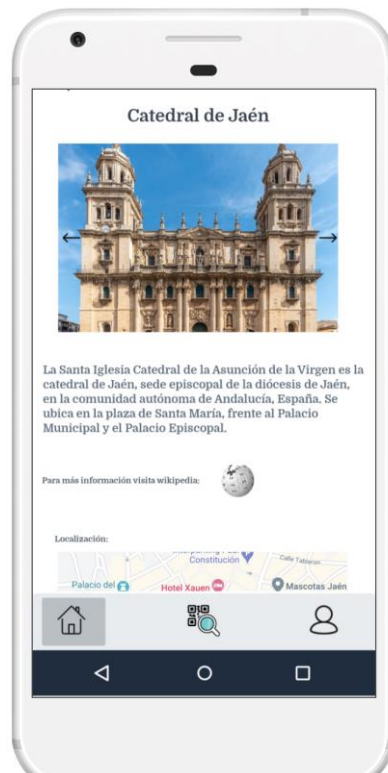 Catedral de Jaén
La Santa Iglesia Catedral de la Asunción de la Virgen es la
catedral de Jaén, sede episcopal de la diócesis de Jaén,
en la comunidad autónoma de Andalucía, España. Se
ubica en la plaza de Santa María, frente al Palacio
Municipal y el Palacio Episcopal.
Para más información visita wikipedia:
Localización:
Constitución
Calle Tableron
Palacio del
Hotel Xauen
Mascotas Jaén